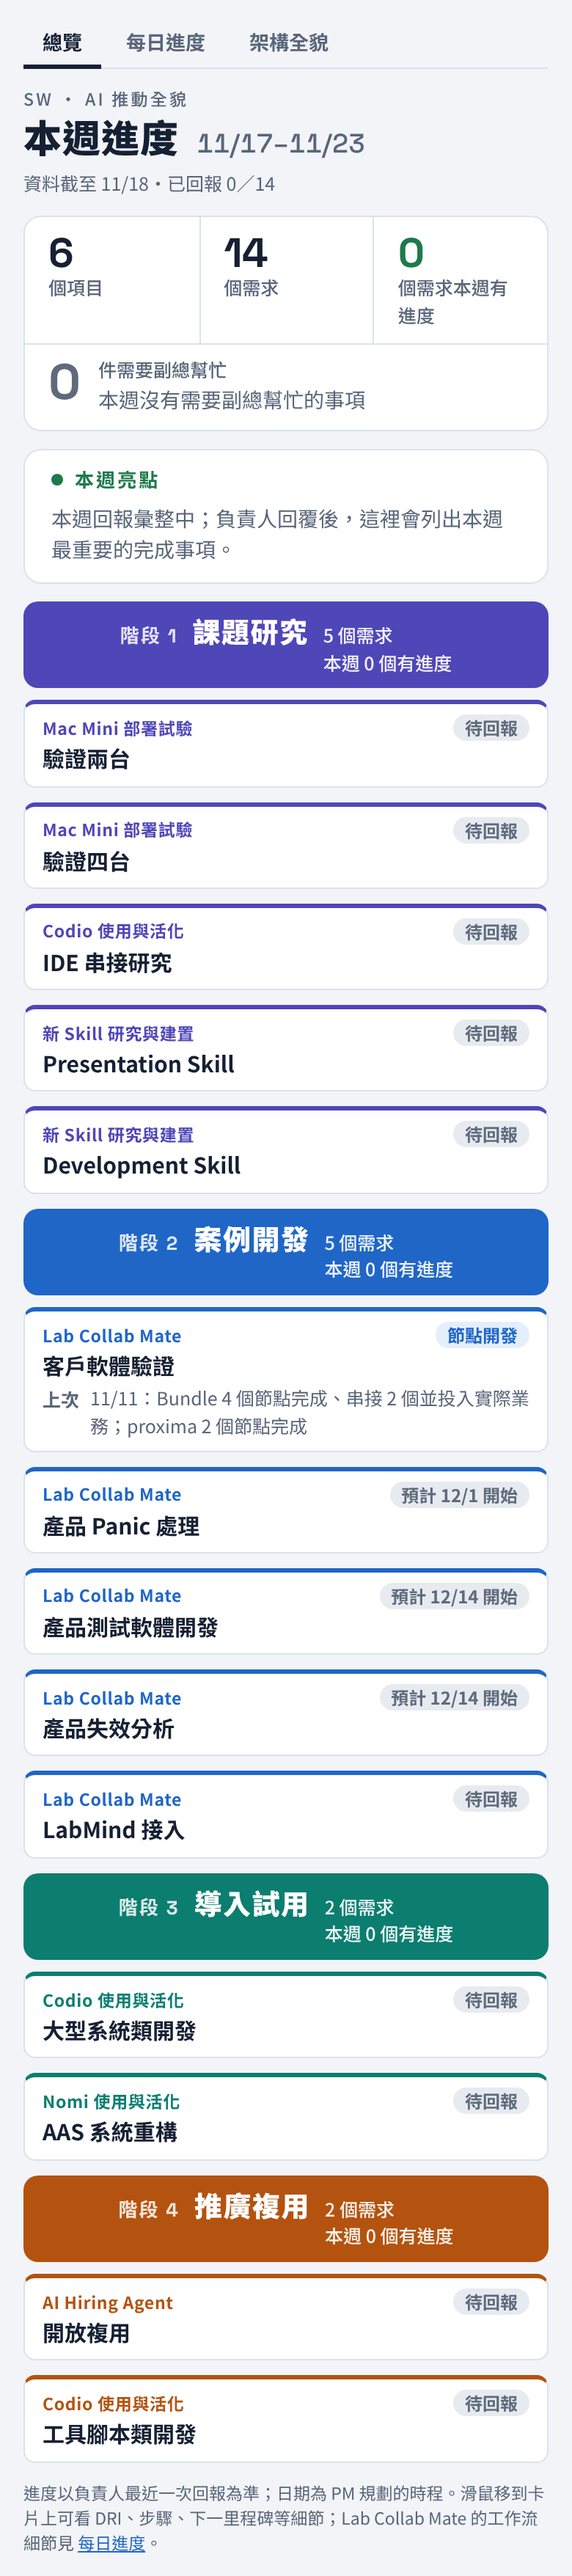 總覽 每日進度 架構全貌
SW · AI 推動全貌
本週進度 11/17–11/23
資料截至 11/18・已回報 0／14
6
個項目
14
個需求
0
個需求本週有
進度
0
件需要副總幫忙
本週沒有需要副總幫忙的事項
本週亮點
本週回報彙整中；負責人回覆後，這裡會列出本週
最重要的完成事項。
階段 1 課題研究 5 個需求
本週 0 個有進度
Mac Mini 部署試驗 待回報
驗證兩台
Mac Mini 部署試驗 待回報
驗證四台
Codio 使用與活化 待回報
IDE 串接研究
新 Skill 研究與建置 待回報
Presentation Skill
新 Skill 研究與建置 待回報
Development Skill
階段 2 案例開發 5 個需求
本週 0 個有進度
Lab Collab Mate 節點開發
客戶軟體驗證
上次 11/11：Bundle 4 個節點完成、串接 2 個並投入實際業
務；proxima 2 個節點完成
Lab Collab Mate 預計 12/1 開始
產品 Panic 處理
Lab Collab Mate 預計 12/14 開始
產品測試軟體開發
Lab Collab Mate 預計 12/14 開始
產品失效分析
Lab Collab Mate 待回報
LabMind 接入
階段 3 導入試用 2 個需求
本週 0 個有進度
Codio 使用與活化 待回報
大型系統類開發
Nomi 使用與活化 待回報
AAS 系統重構
階段 4 推廣複用 2 個需求
本週 0 個有進度
AI Hiring Agent 待回報
開放複用
Codio 使用與活化 待回報
工具腳本類開發
進度以負責人最近一次回報為準；日期為 PM 規劃的時程。滑鼠移到卡
片上可看 DRI、步驟、下一里程碑等細節；Lab Collab Mate 的工作流
細節見 每日進度。